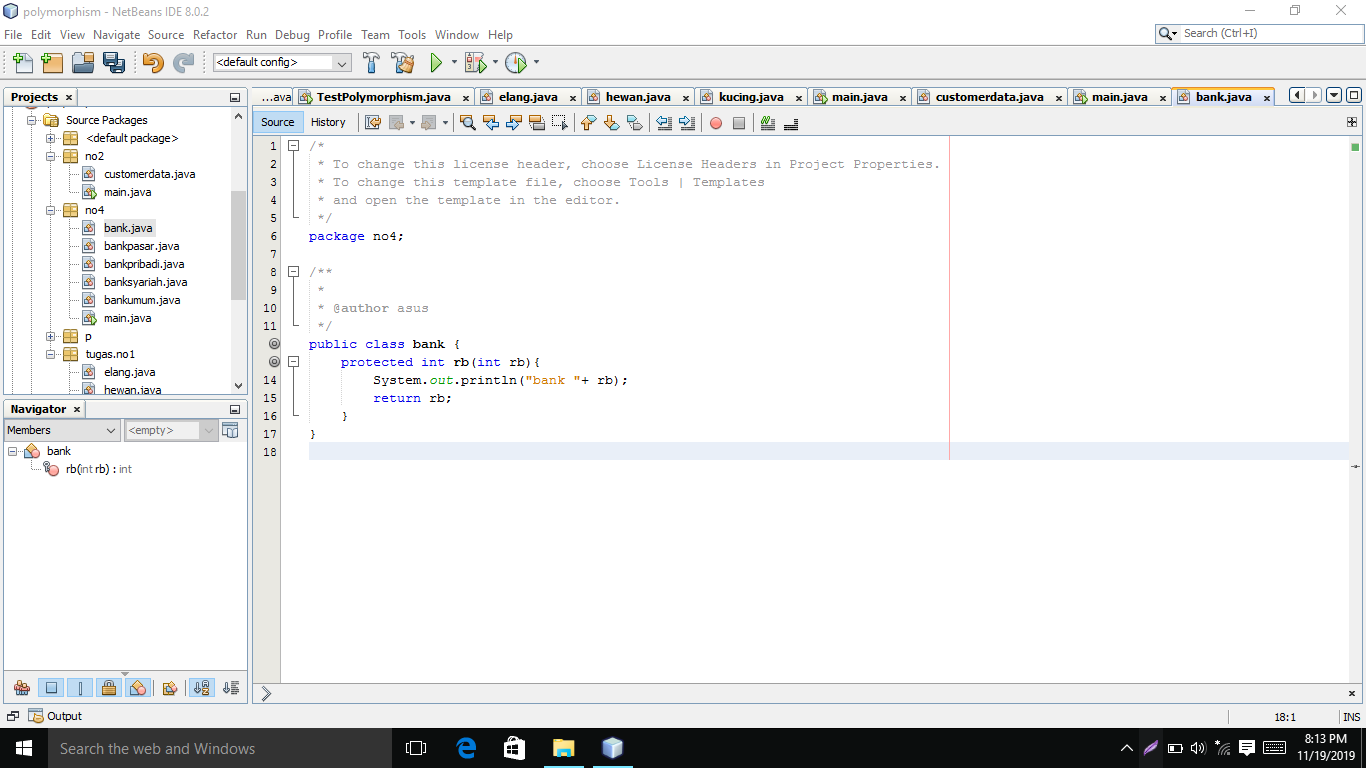 polymorphism - NetBeans IDE 8.0.2
File Edit View Navigate Source Refactor Run Debug Profile Team Tools Window Help
Search (Ctrl+I)
<default config>
Projects
Source Packages
<default package>
no2
customerdata.java
main.java
no4
bank.java
bankpasar.java
bankpribadi.java
banksyariah.java
bankumum.java
main.java
p
tugas.no1
elang.java
hewan.java
Navigator
Members
<empty>
bank
rb(int rb) : int
...ava TestPolymorphism.java elang.java hewan.java kucing.java main.java customerdata.java main.java bank.java
Source History
1 /*
2 * To change this license header, choose License Headers in Project Properties.
3 * To change this template file, choose Tools | Templates
4 * and open the template in the editor.
5 */
6 package no4;
7
8 /**
9 *
10 * @author asus
11 */
public class bank {
protected int rb(int rb){
14 System.out.println("bank "+ rb);
15 return rb;
16 }
17 }
18
Output
18:1 INS
Search the web and Windows
8:13 PM
11/19/2019